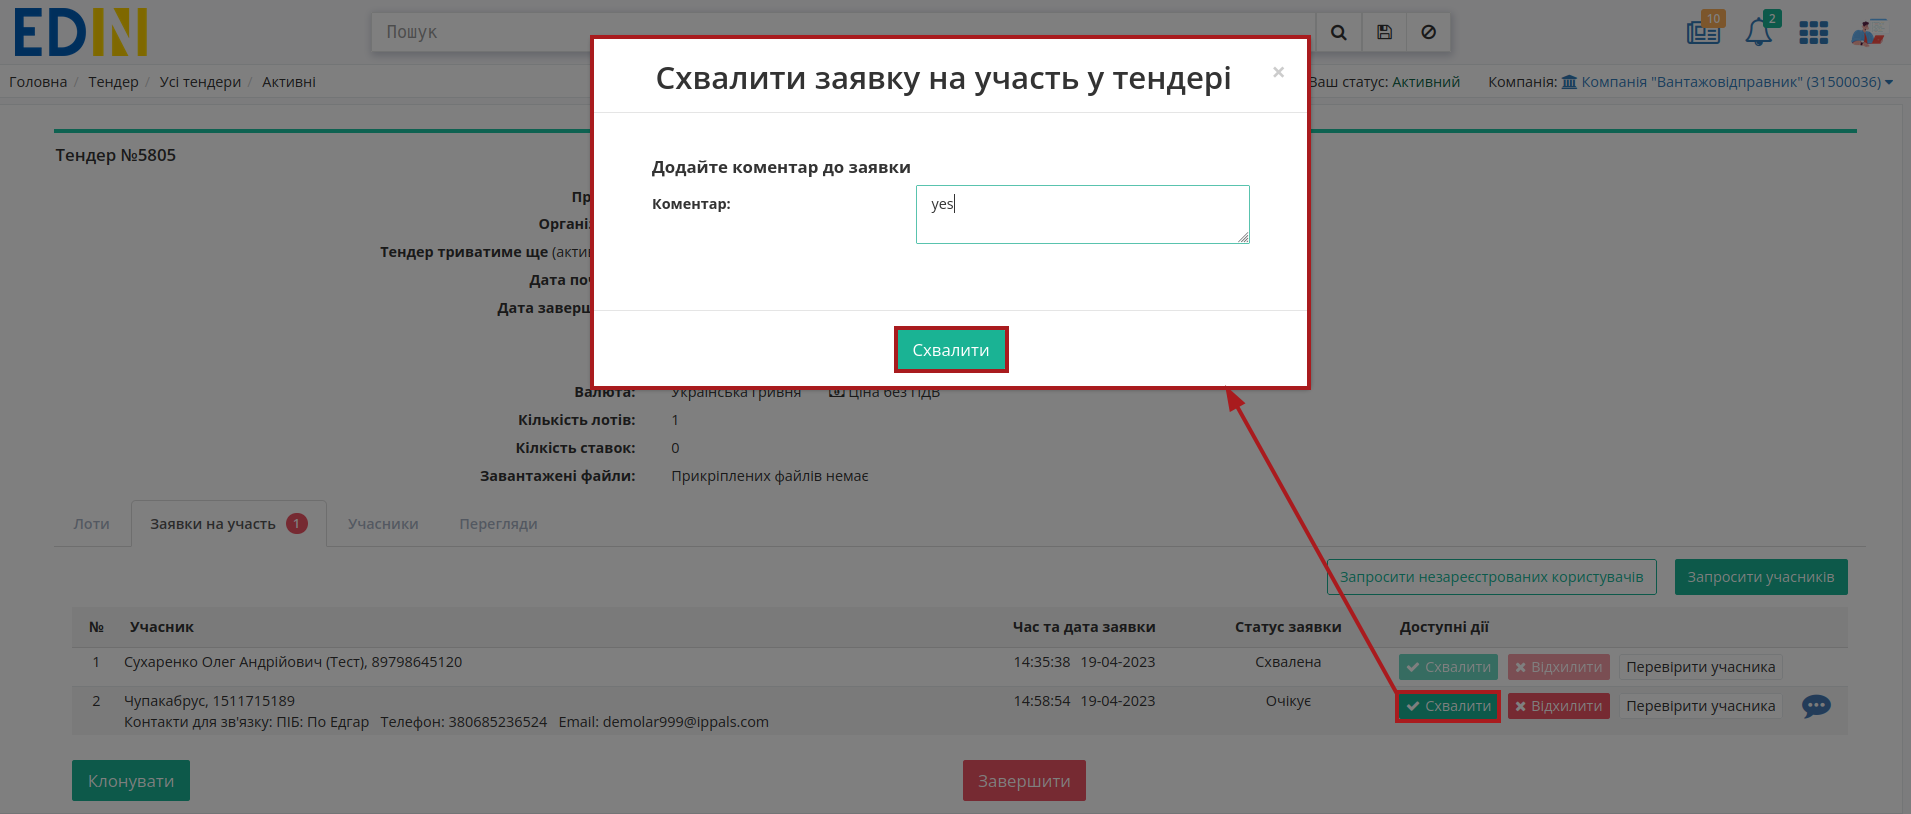 EDIN
Пошук
10
2
Головна / Тендер / Усі тендери / Активні
Ваш статус: Активний Компанія: Компанія "Вантажовідправник" (31500036)
Схвалити заявку на участь у тендері ×
Додайте коментар до заявки
Коментар: yes
Схвалити
Тендер №5805
Тендер триватиме ще
Дата
Дата
Валюта: Українська гривня Ціна без ПДВ
Кількість лотів: 1
Кілкість ставок: 0
Завантажені файли: Прикріплених файлів немає
Лоти Заявки на участь 1 Учасники Перегляди
Запросити незареєстрованих користувачів Запросити учасників
№ Учасник Час та дата заявки Статус заявки Доступні дії
1 Сухаренко Олег Андрійович (Тест), 89798645120 14:35:38 19-04-2023 Схвалена Схвалити Відхилити Перевірити учасника
2 Чупакабрус, 1511715189 14:58:54 19-04-2023 Очікує Схвалити Відхилити Перевірити учасника
Контакти для зв'язку: ПІБ: По Едгар Телефон: 380685236524 Email: demolar999@ippals.com
Клонувати Завершити